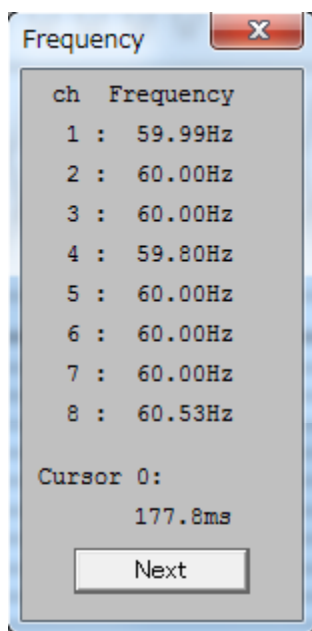 Frequency
ch Frequency
1 : 59.99Hz
2 : 60.00Hz
3 : 60.00Hz
4 : 59.80Hz
5 : 60.00Hz
6 : 60.00Hz
7 : 60.00Hz
8 : 60.53Hz
Cursor 0:
177.8ms
Next